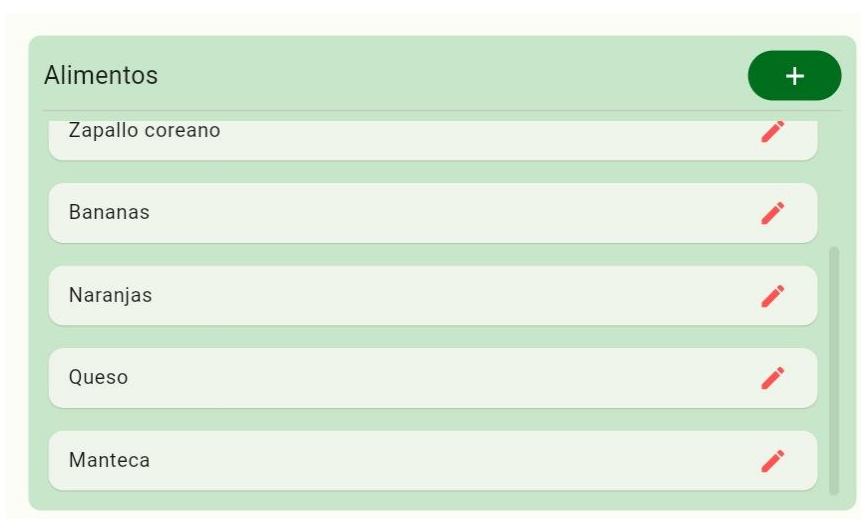 Alimentos
+
Zapallo coreano
Bananas
Naranjas
Queso
Manteca